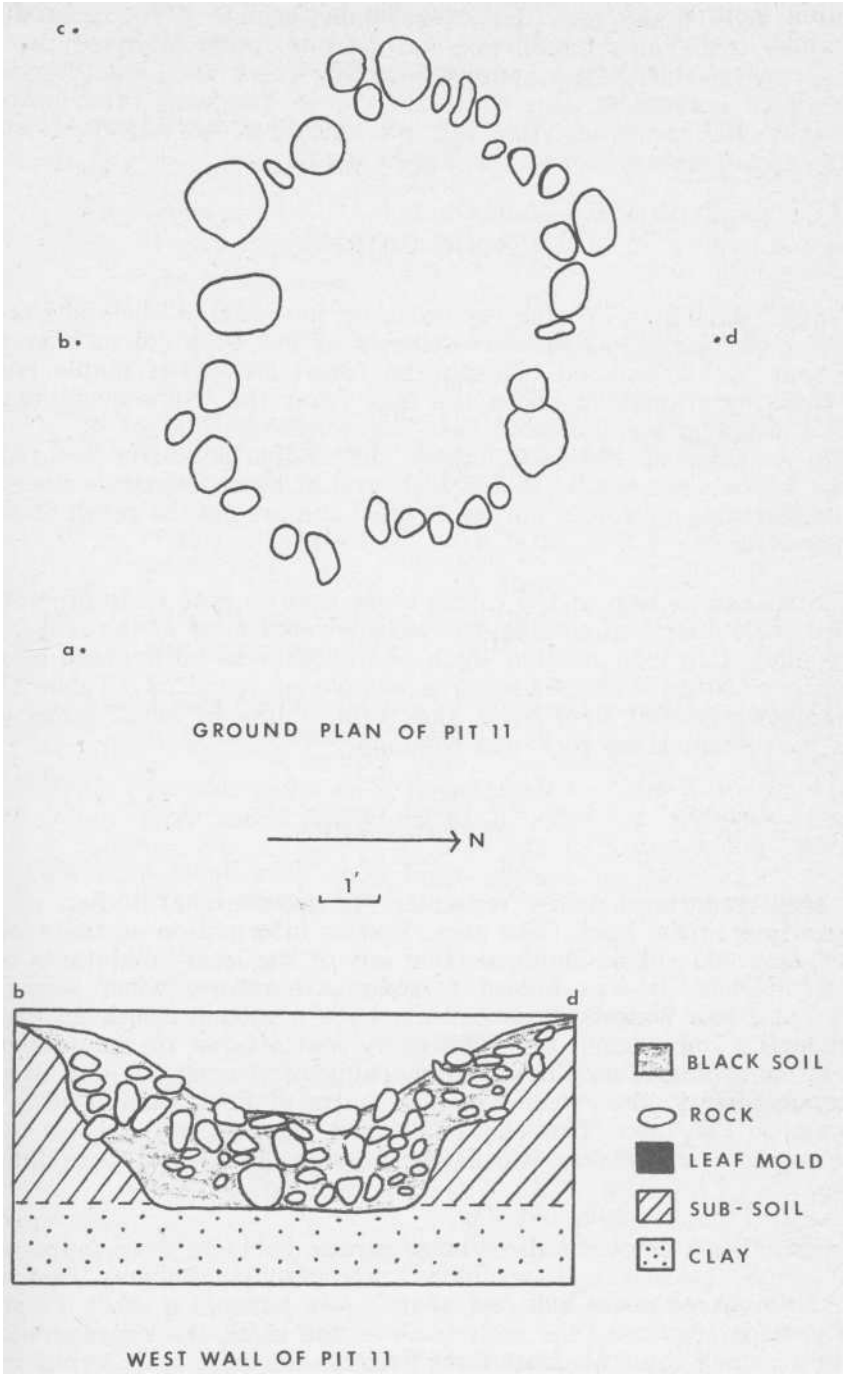 c
b
d
a
GROUND PLAN OF PIT 11
N
1'
b
d
BLACK SOIL
ROCK
LEAF MOLD
SUB-SOIL
CLAY
WEST WALL OF PIT 11